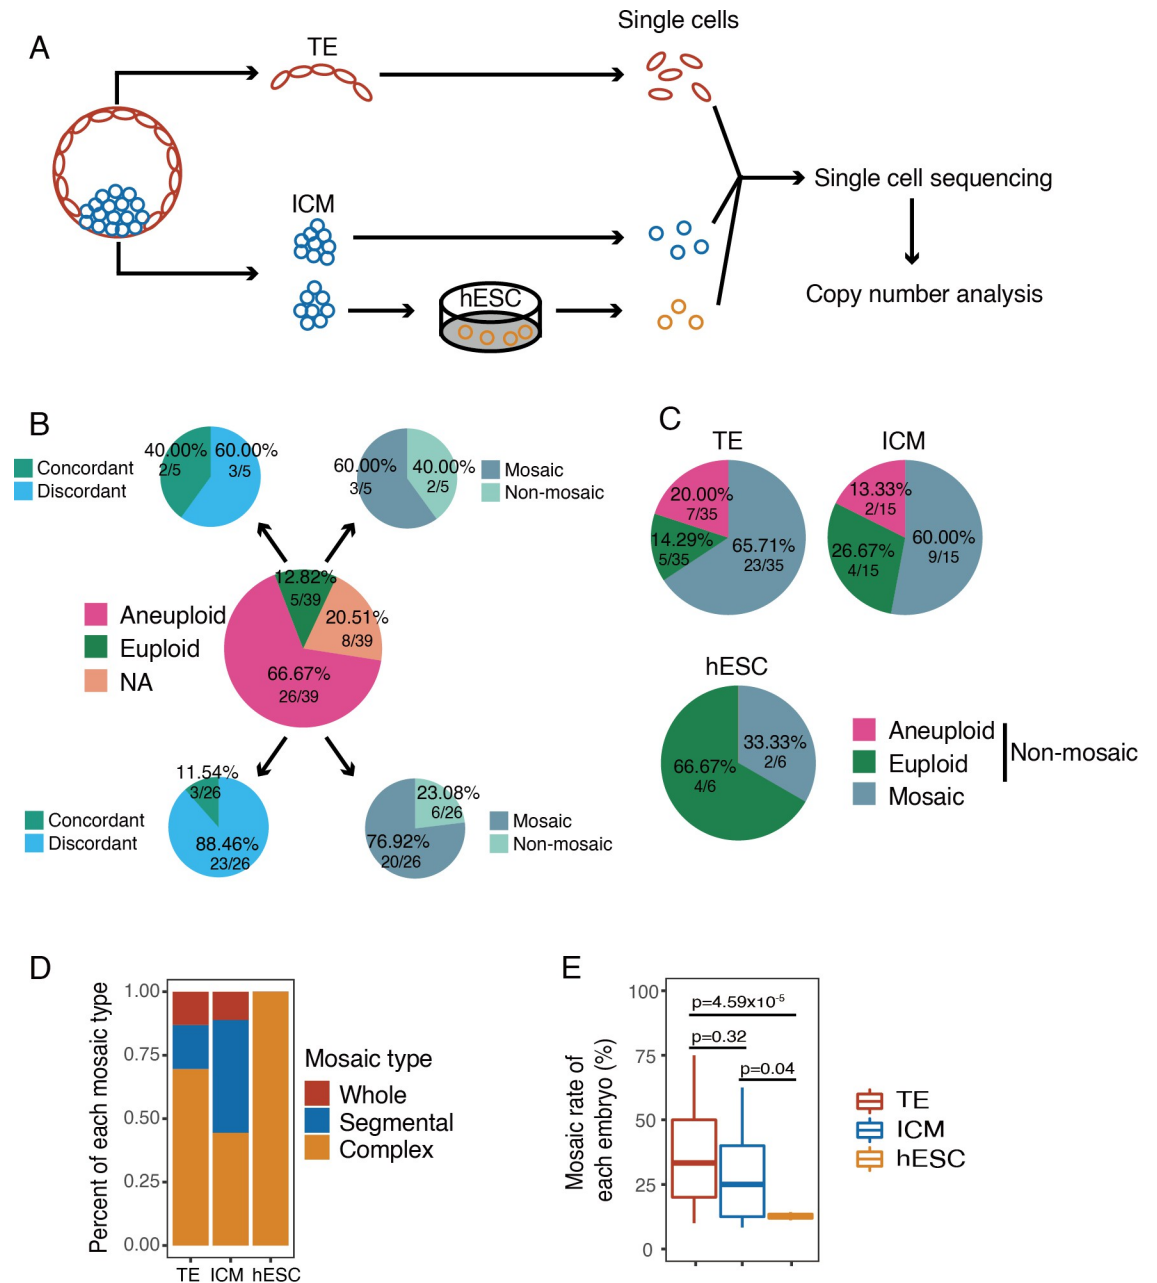 A
TE
Single cells
ICM
hESC
Single cell sequencing
Copy number analysis
B
Concordant
Discordant
40.00%
2/5
60.00%
3/5
60.00%
3/5
40.00%
2/5
Mosaic
Non-mosaic
Aneuploid
Euploid
NA
12.82%
5/39
20.51%
8/39
66.67%
26/39
Concordant
Discordant
11.54%
3/26
88.46%
23/26
23.08%
6/26
76.92%
20/26
Mosaic
Non-mosaic
C
TE
20.00%
7/35
14.29%
5/35
65.71%
23/35
ICM
13.33%
2/15
26.67%
4/15
60.00%
9/15
hESC
33.33%
2/6
66.67%
4/6
Aneuploid
Euploid
Mosaic
Non-mosaic
D
Percent of each mosaic type
1.00
0.75
0.50
0.25
0.00
TE ICM hESC
Mosaic type
Whole
Segmental
Complex
E
Mosaic rate of
each embryo (%)
100
75
50
25
0
p=4.59x10⁻⁵
p=0.32
p=0.04
TE
ICM
hESC